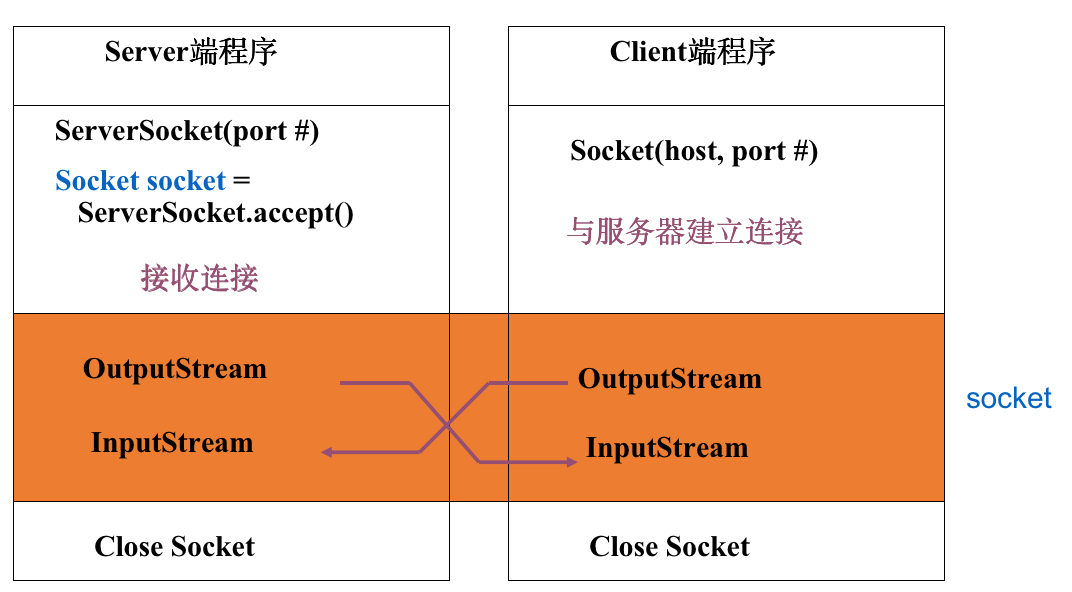 Server端程序
ServerSocket(port #)
Socket socket =
ServerSocket.accept()
接收连接
OutputStream
InputStream
Close Socket
Client端程序
Socket(host, port #)
与服务器建立连接
OutputStream
InputStream
Close Socket
socket